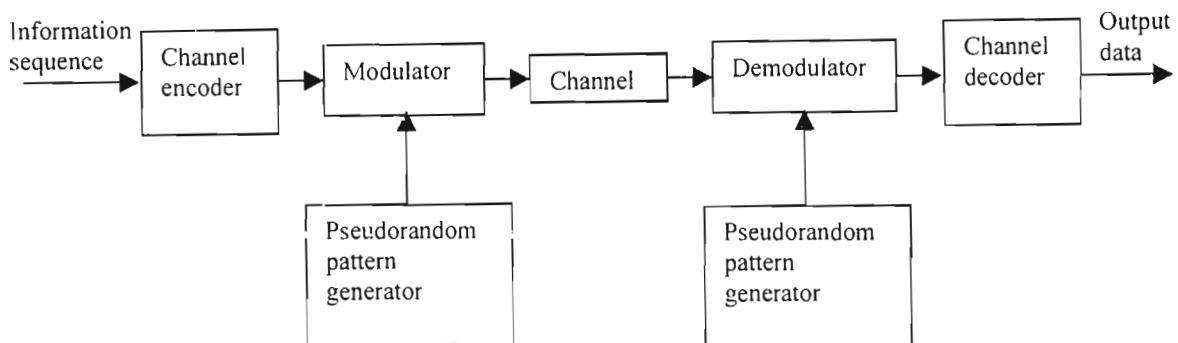 Information
sequence
Channel
encoder
Modulator
Channel
Demodulator
Channel
decoder
Output
data
Pseudorandom
pattern
generator
Pseudorandom
pattern
generator